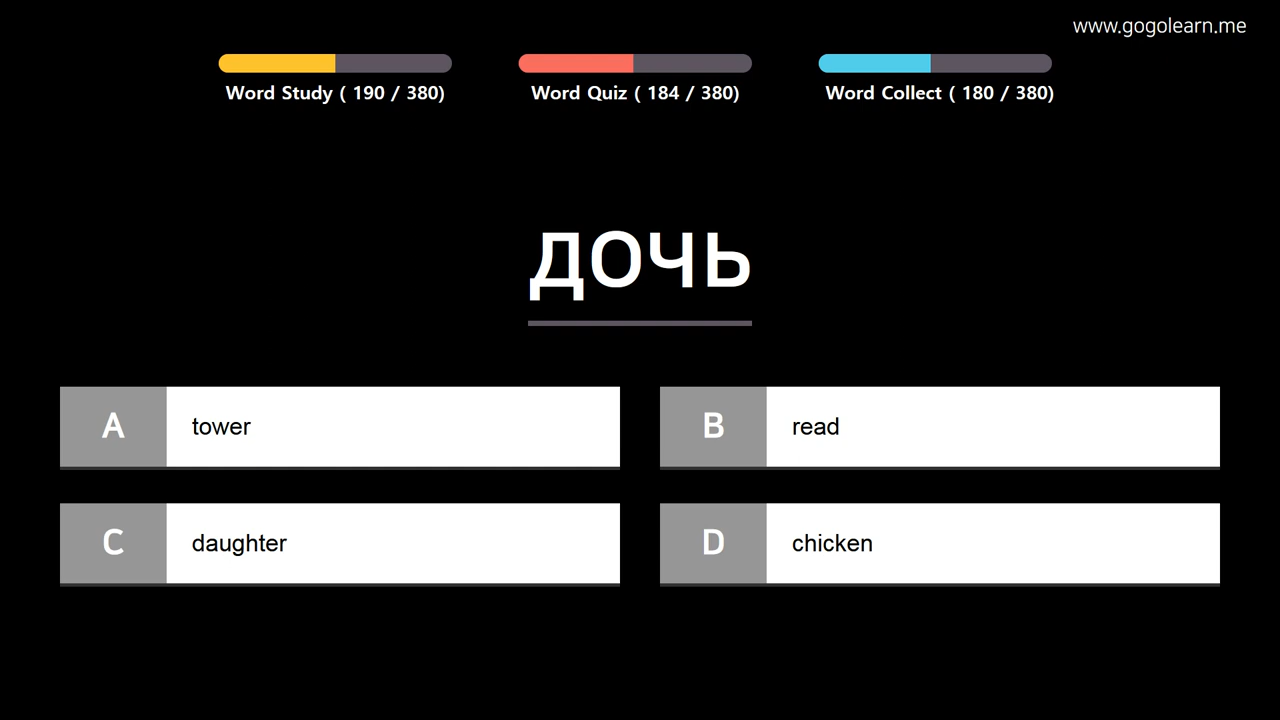 www.gogolearn.me
Word Study ( 190 / 380)
Word Quiz ( 184 / 380)
Word Collect ( 180 / 380)
дочь
A
tower
B
read
C
daughter
D
chicken